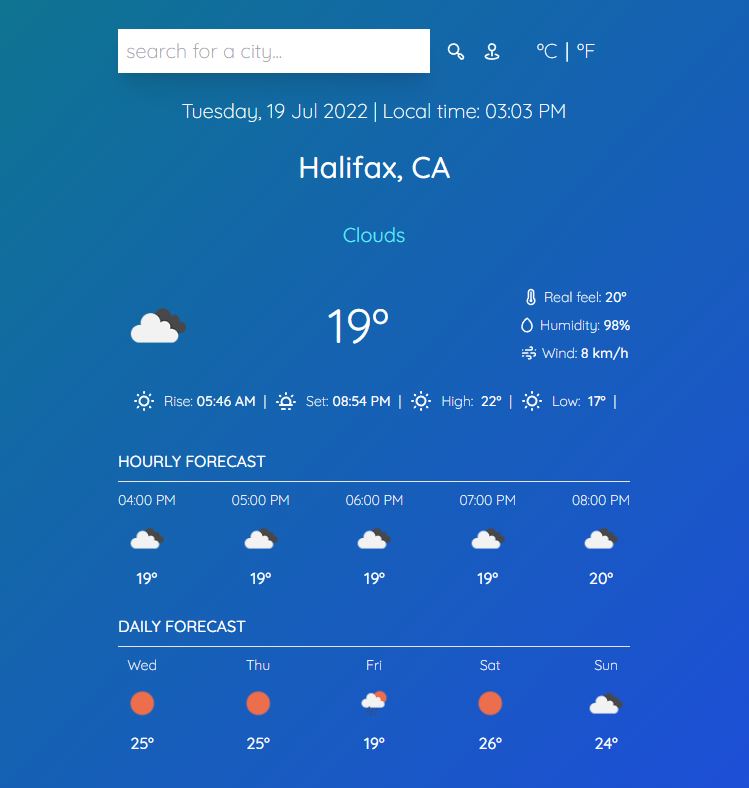 search for a city...
°C | °F
Tuesday, 19 Jul 2022 | Local time: 03:03 PM
Halifax, CA
Clouds
19°
Real feel: 20°
Humidity: 98%
Wind: 8 km/h
Rise: 05:46 AM | Set: 08:54 PM | High: 22° | Low: 17° |
HOURLY FORECAST
04:00 PM 05:00 PM 06:00 PM 07:00 PM 08:00 PM
19° 19° 19° 19° 20°
DAILY FORECAST
Wed Thu Fri Sat Sun
25° 25° 19° 26° 24°